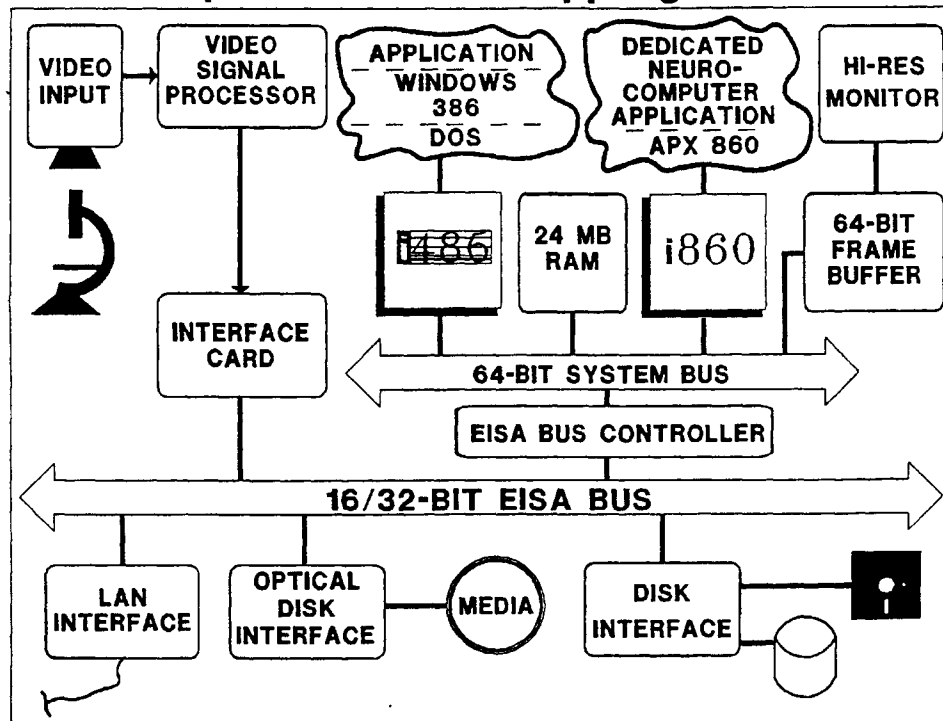 VIDEO
INPUT
VIDEO
SIGNAL
PROCESSOR
APPLICATION
WINDOWS
386
DOS
DEDICATED
NEURO-
COMPUTER
APPLICATION
APX 860
HI-RES
MONITOR
i486
24 MB
RAM
i860
64-BIT
FRAME
BUFFER
INTERFACE
CARD
64-BIT SYSTEM BUS
EISA BUS CONTROLLER
16/32-BIT EISA BUS
LAN
INTERFACE
OPTICAL
DISK
INTERFACE
MEDIA
DISK
INTERFACE